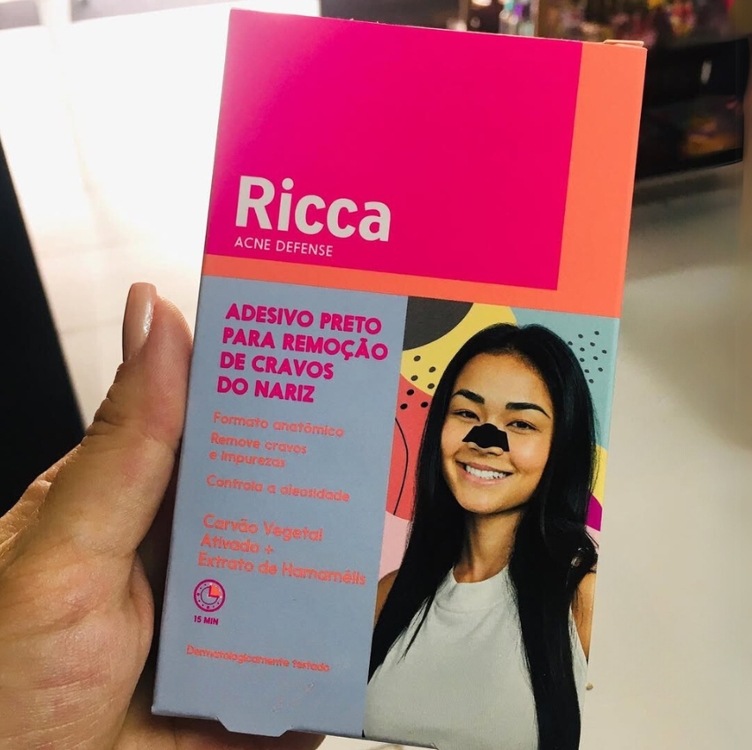 Ricca
ACNE DEFENSE
ADESIVO PRETO
PARA REMOÇÃO
DE CRAVOS
DO NARIZ
Formato anatômico
Remove cravos
e impurezas
Controla a oleosidade
Carvão Vegetal
Ativado +
Extrato de Hamamélis
15 MIN
Dermatologicamente testado